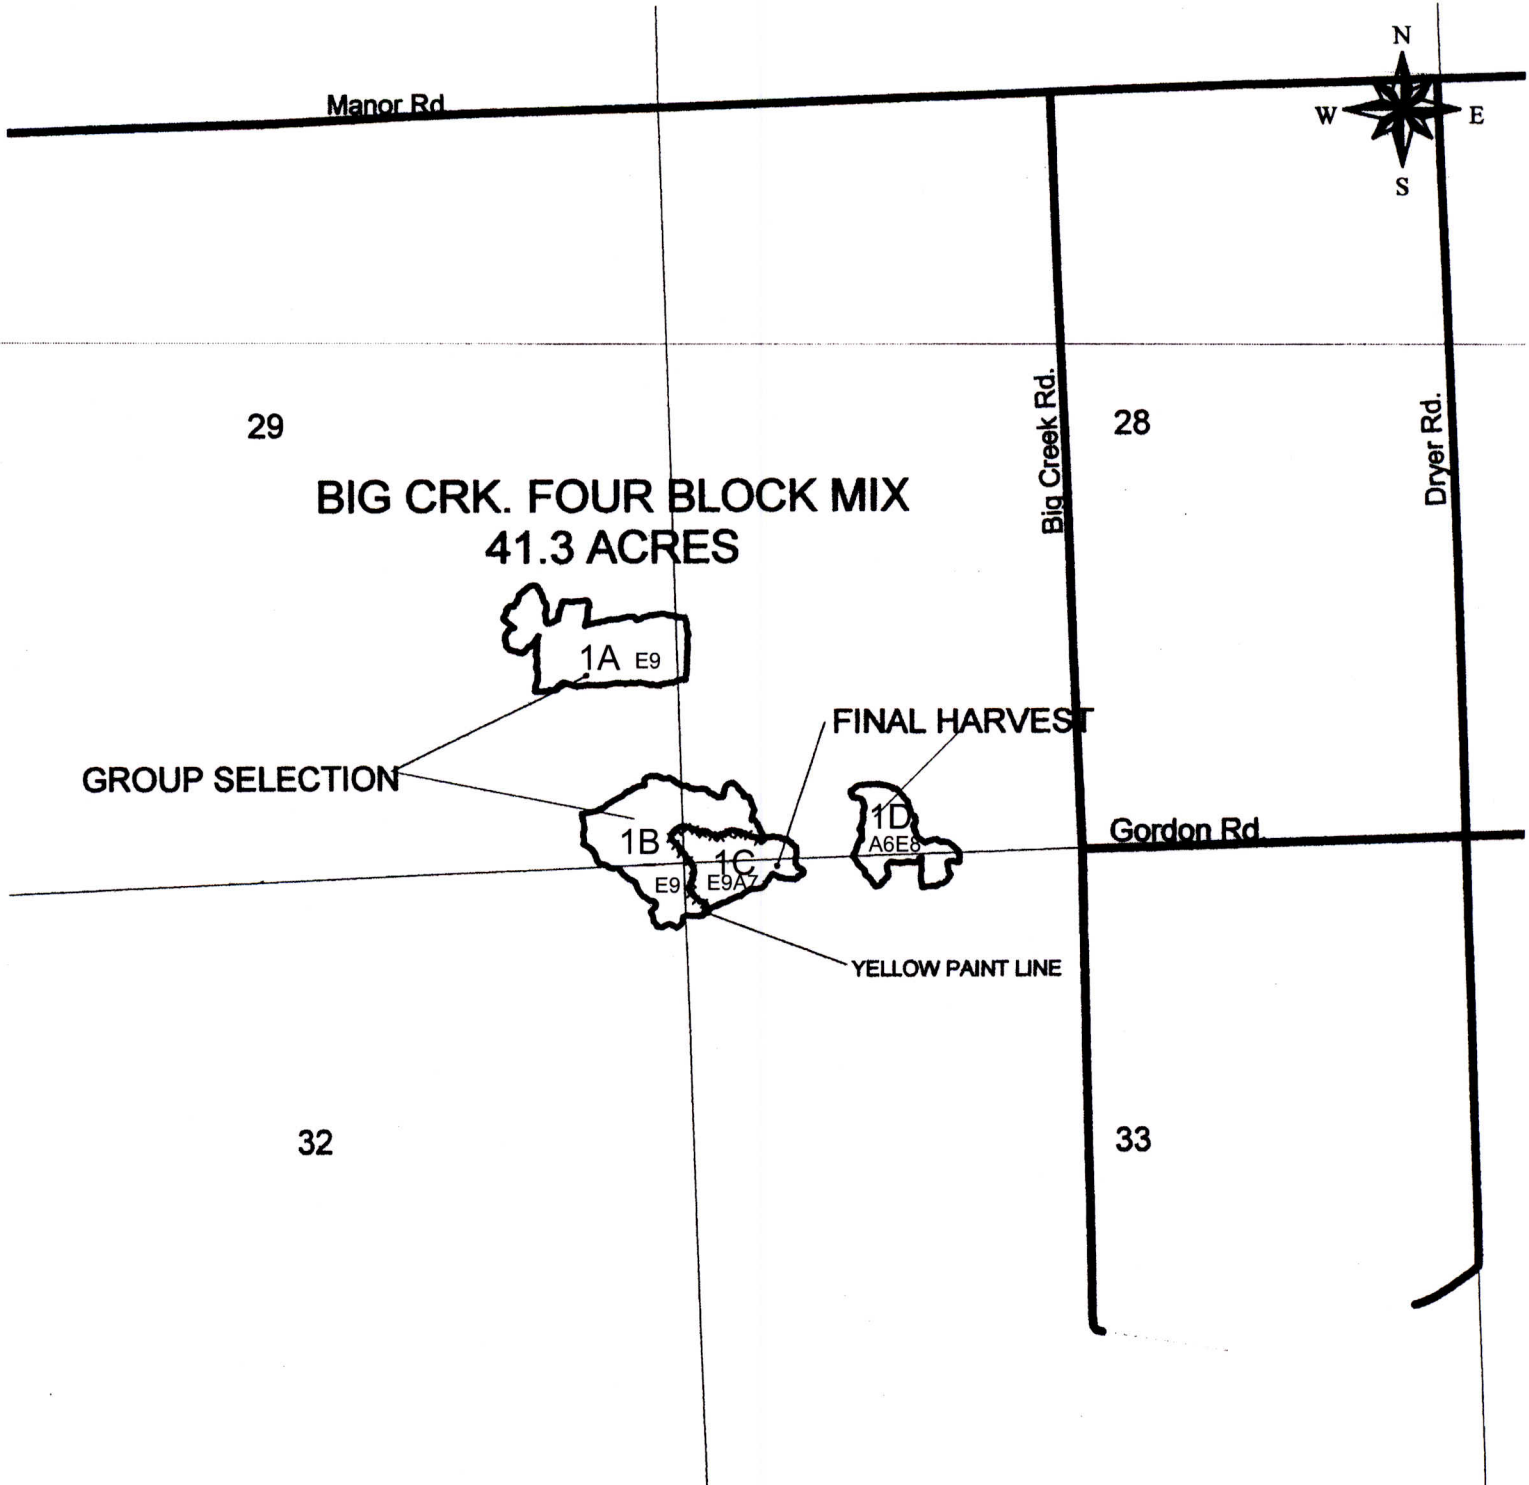 N
Manor Rd.
W
E
S
Big Creek Rd.
Dryer Rd.
29
28
BIG CRK. FOUR BLOCK MIX
41.3 ACRES
1A E9
FINAL HARVEST
GROUP SELECTION
1D
A6E8
Gordon Rd.
1B
1C
E9
E9A7
YELLOW PAINT LINE
32
33